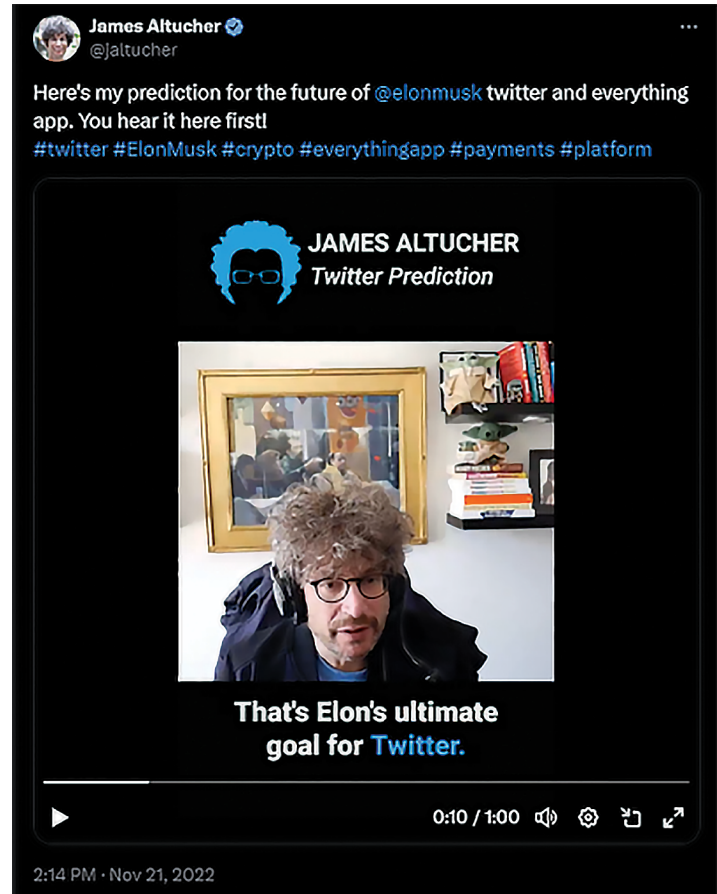 James Altucher
@jaltucher
Here's my prediction for the future of @elonmusk twitter and everything
app. You hear it here first!
#twitter #ElonMusk #crypto #everythingapp #payments #platform
JAMES ALTUCHER
Twitter Prediction
That's Elon's ultimate
goal for Twitter.
0:10 / 1:00
2:14 PM · Nov 21, 2022